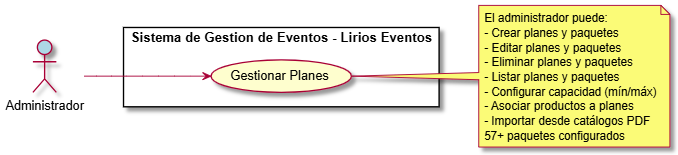 Sistema de Gestion de Eventos - Lirios Eventos
Administrador
Gestionar Planes
El administrador puede:
- Crear planes y paquetes
- Editar planes y paquetes
- Eliminar planes y paquetes
- Listar planes y paquetes
- Configurar capacidad (mín/máx)
- Asociar productos a planes
- Importar desde catálogos PDF
57+ paquetes configurados